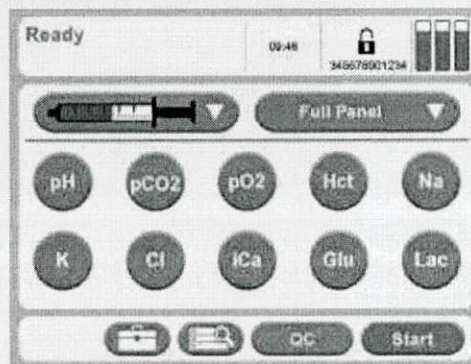 Ready
09:46
345678901234
Full Panel
pH pCO2 pO2 Hct Na
K Cl iCa Glu Lac
QC Start